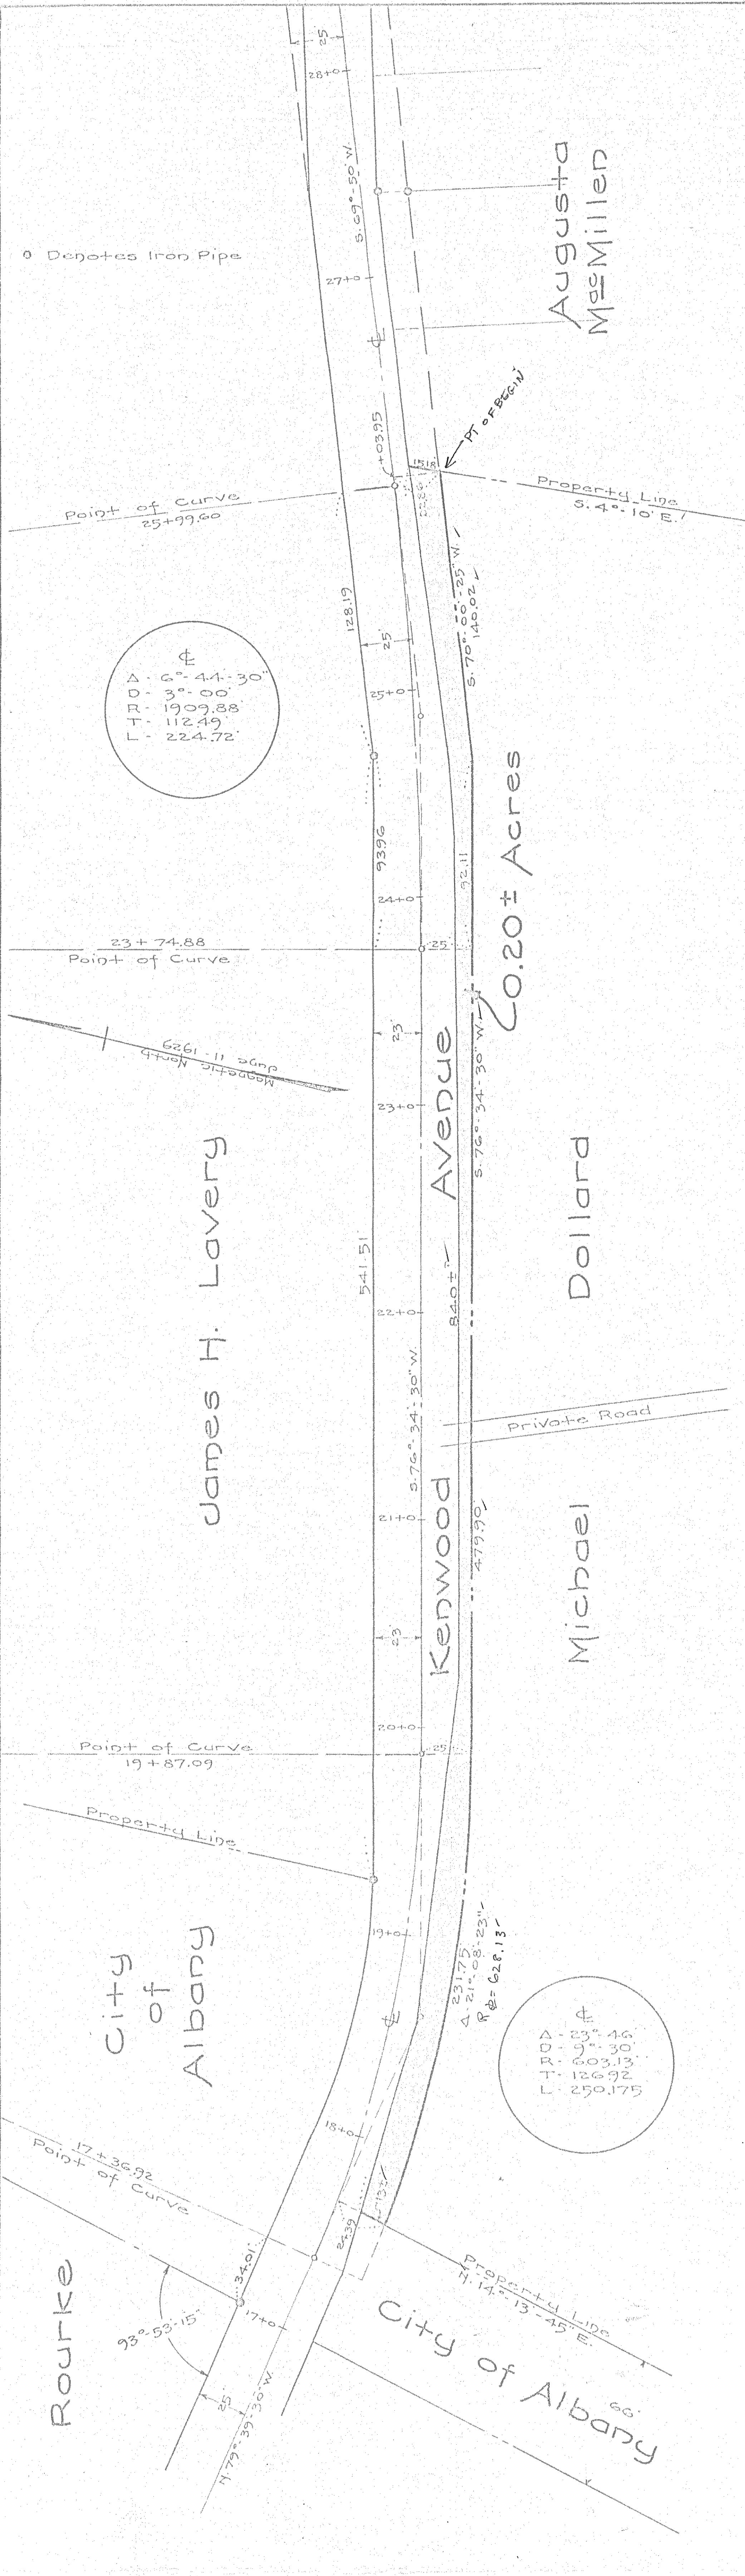 25'
28+0
S. 69°-50' W.
Augusta
MacMillen
o Denotes Iron Pipe
27+0
℄
PT OF BEGIN
+03.95
15.18
Property Line
S. 4°-10' E.
Point of Curve
25+99.60
128.19
25'
S. 70°-00'-25" W.
140.02
℄
Δ - 6°-44'-30"
D - 3°-00'
R - 1909.88'
T - 112.49'
L - 224.72'
25+0
93.96
92.11
0.20± Acres
24+0
23+74.88
Point of Curve
25'
Magnetic North
June 11-1929
23'
23+0
S. 76°-34'-30" W.
James H. Lavery
Kenwood Avenue
Michael Dollard
541.51'
840±'
22+0
S. 76°-34'-30" W.
Private Road
21+0
479.90'
23'
20+0
Point of Curve
19+87.09
25'
Property Line
City
of
Albany
19+0
℄
231.75
Δ-21°-08'-23"
R = 628.13'
℄
Δ - 23°-46'
D - 9°-30'
R - 603.13'
T - 126.92
L - 250.175
18+0
17+36.92
Point of Curve
24.39
13±'
Property Line
N. 14°-13'-45" E.
34.01'
17+0
93°-53'-15"
Rourke
City of Albany
66'
25'
N. 79°-39'-30" W.